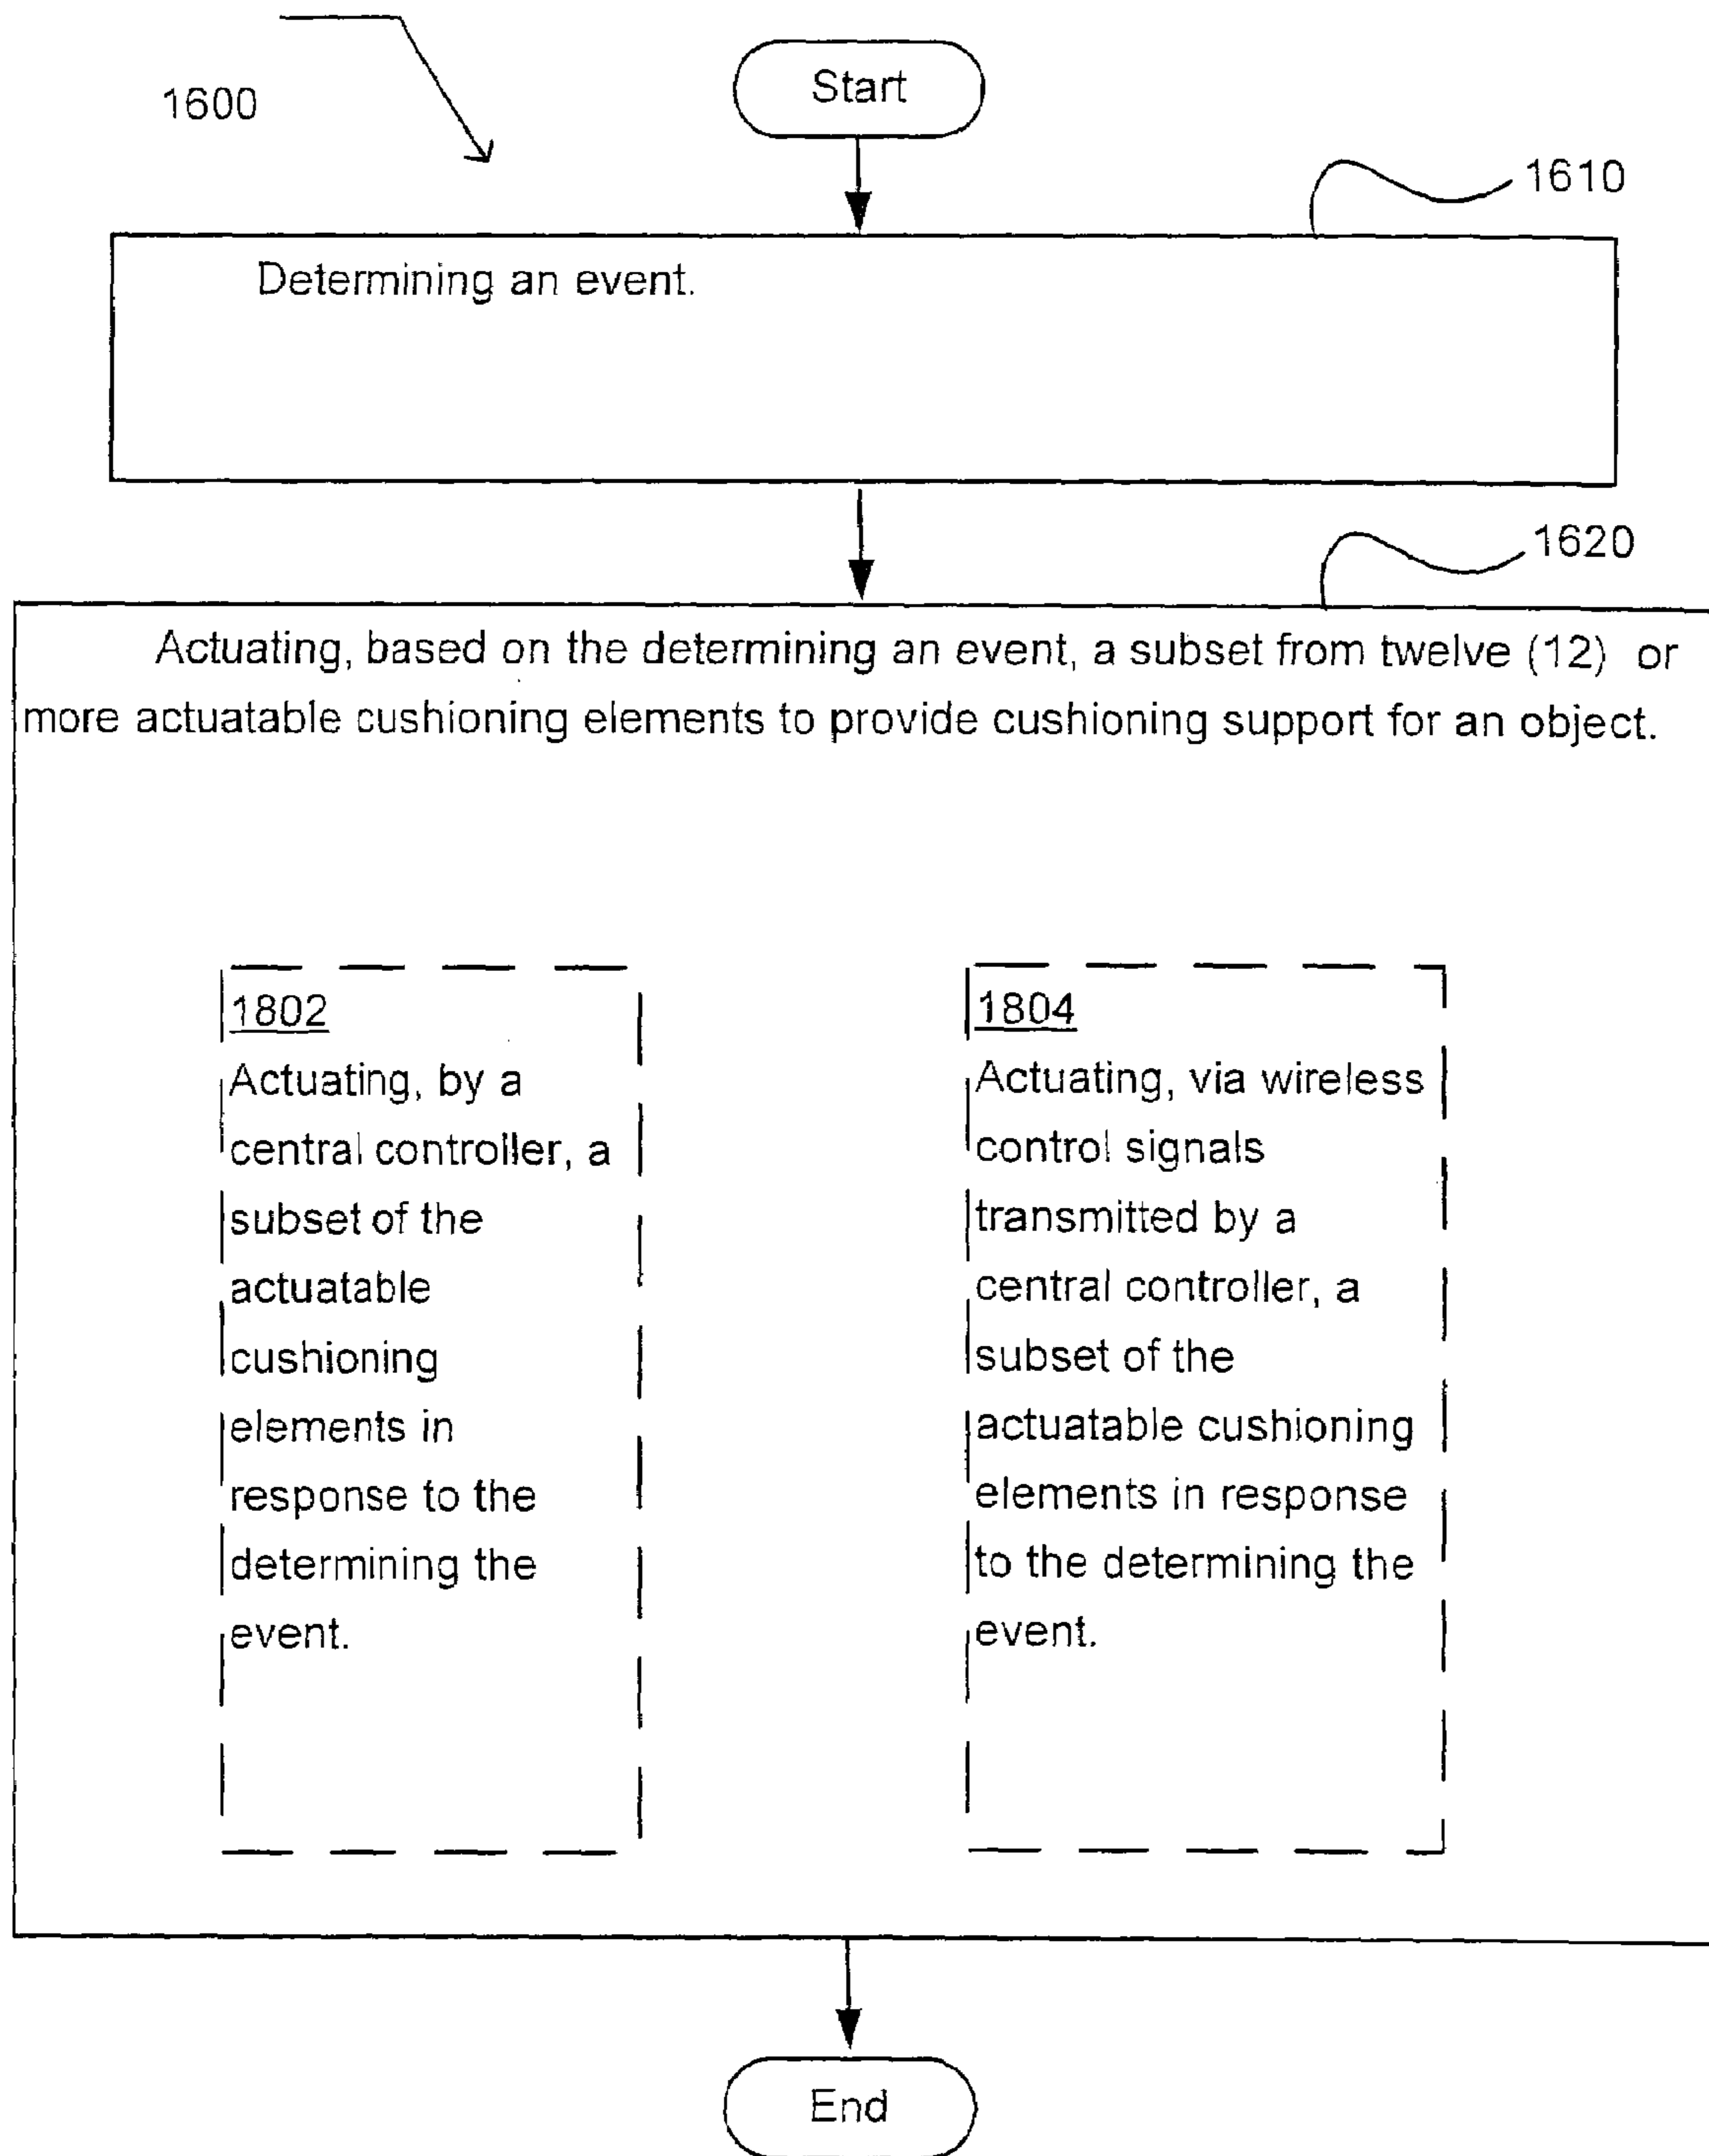 1600
Start
1610
Determining an event.
1620
Actuating, based on the determining an event, a subset from twelve (12) or
more actuatable cushioning elements to provide cushioning support for an object.
1802
Actuating, by a
central controller, a
subset of the
actuatable
cushioning
elements in
response to the
determining the
event.
1804
Actuating, via wireless
control signals
transmitted by a
central controller, a
subset of the
actuatable cushioning
elements in response
to the determining the
event.
End